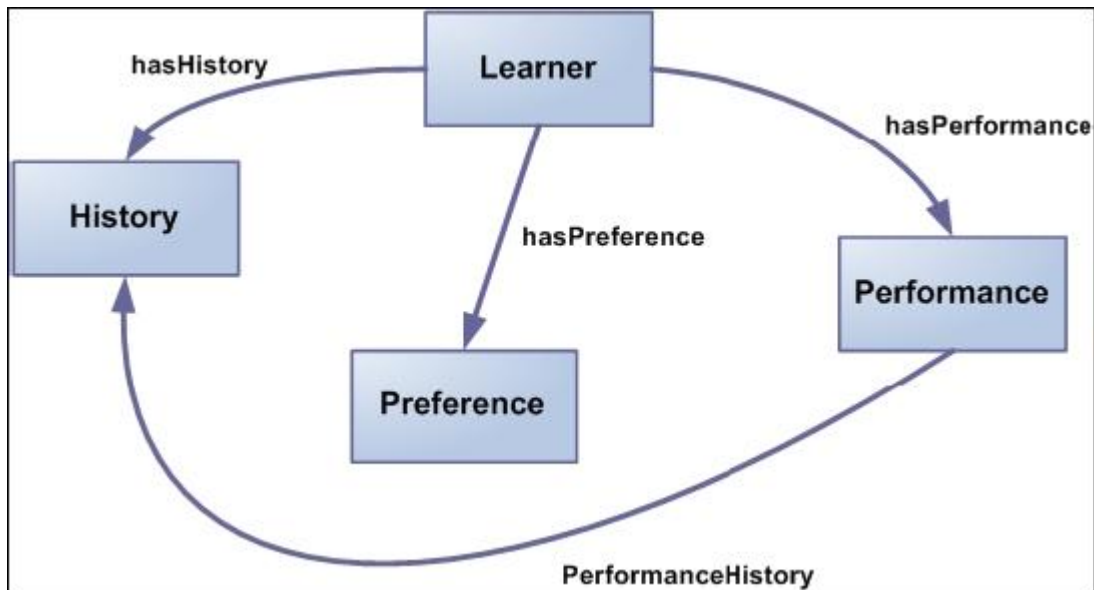 Learner
hasHistory
hasPerformance
History
hasPreference
Performance
Preference
PerformanceHistory